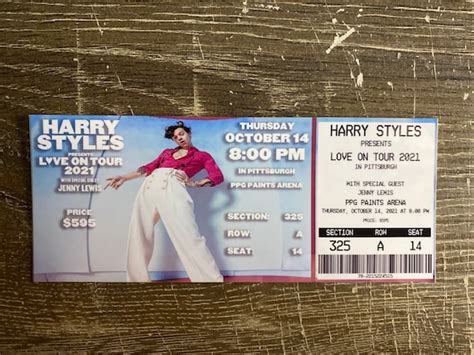 HARRY
STYLES
PRESENTS
LOVE ON TOUR
2021
WITH SPECIAL GUEST
JENNY LEWIS
PRICE
$595
THURSDAY
OCTOBER 14
8:00 PM
IN PITTSBURGH
PPG PAINTS ARENA
SECTION: 325
ROW: A
SEAT: 14
HARRY STYLES
PRESENTS
LOVE ON TOUR 2021
IN PITTSBURGH
WITH SPECIAL GUEST
JENNY LEWIS
PPG PAINTS ARENA
THURSDAY, OCTOBER 14, 2021 AT 8:00 PM
PRICE: $595
SECTION ROW SEAT
325 A 14